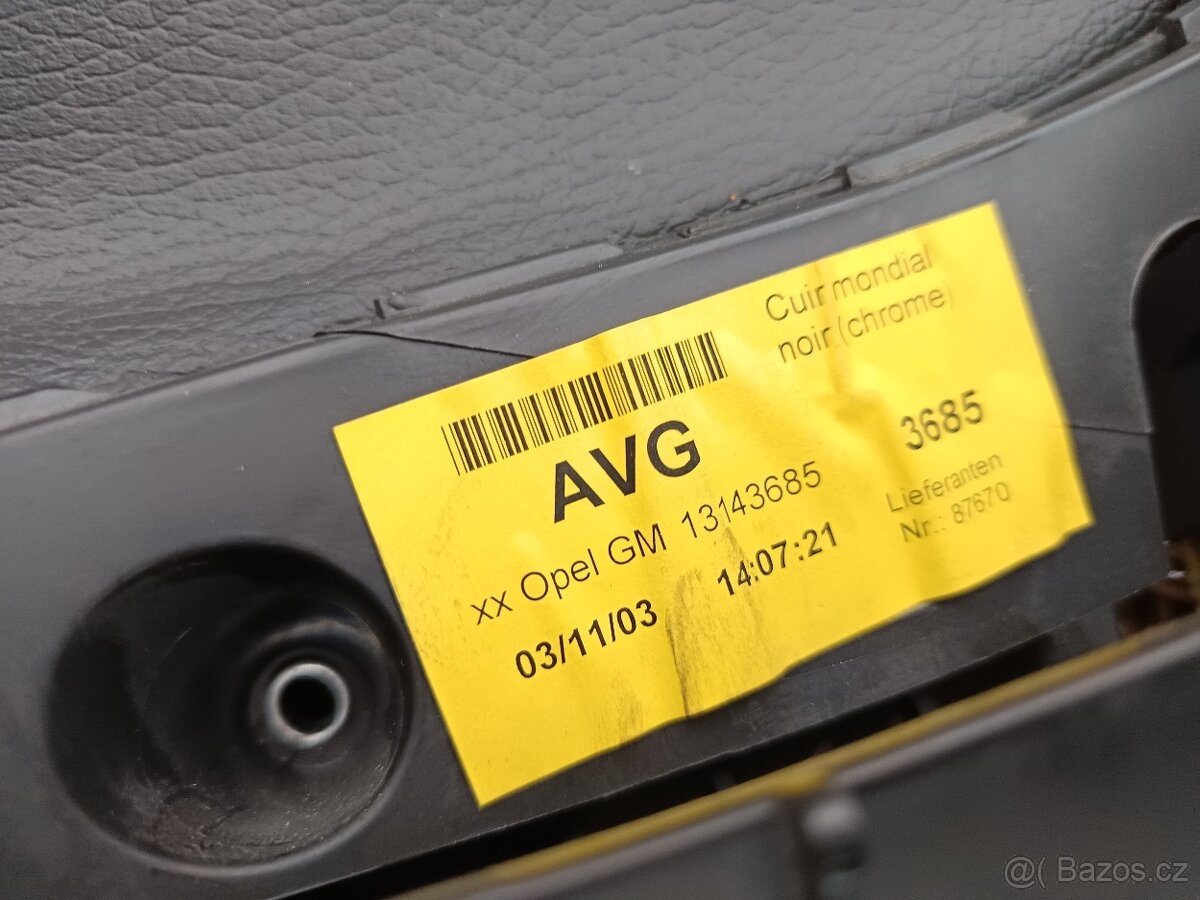 Cuir mondial
noir (chrome)
AVG
3685
xx Opel GM 13143685
Lieferanten
Nr.: 87670
03/11/03 14:07:21
@( Bazos.cz